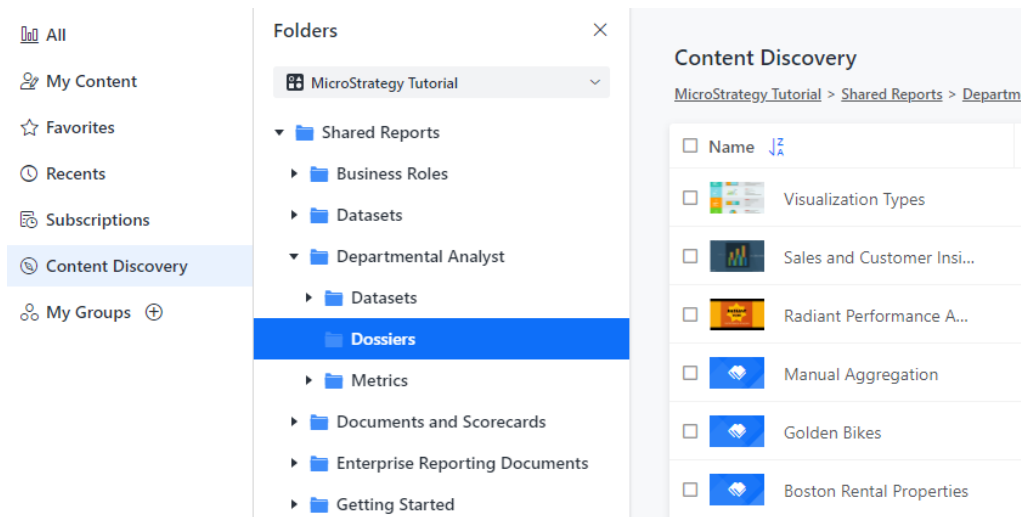 All
My Content
Favorites
Recents
Subscriptions
Content Discovery
My Groups
Folders
MicroStrategy Tutorial
Shared Reports
Business Roles
Datasets
Departmental Analyst
Datasets
Dossiers
Metrics
Documents and Scorecards
Enterprise Reporting Documents
Getting Started
Content Discovery
MicroStrategy Tutorial > Shared Reports > Departm
Name
Visualization Types
Sales and Customer Insi...
Radiant Performance A...
Manual Aggregation
Golden Bikes
Boston Rental Properties